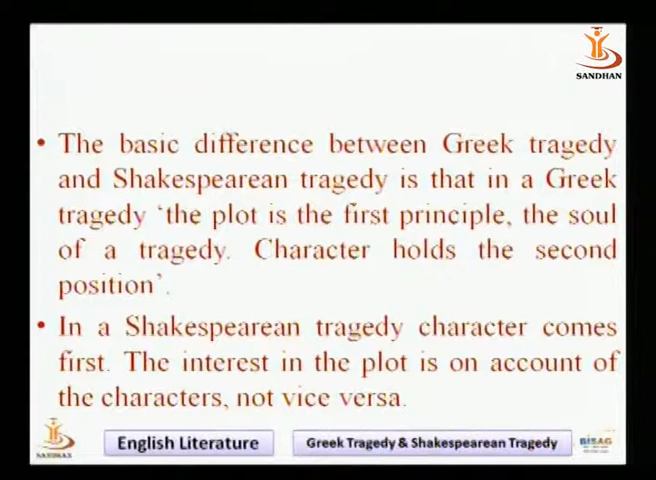 SANDHAN
• The basic difference between Greek tragedy
and Shakespearean tragedy is that in a Greek
tragedy ‘the plot is the first principle, the soul
of a tragedy. Character holds the second
position’.
• In a Shakespearean tragedy character comes
first. The interest in the plot is on account of
the characters, not vice versa.
SANDHAN
English Literature
Greek Tragedy & Shakespearean Tragedy
BISAG